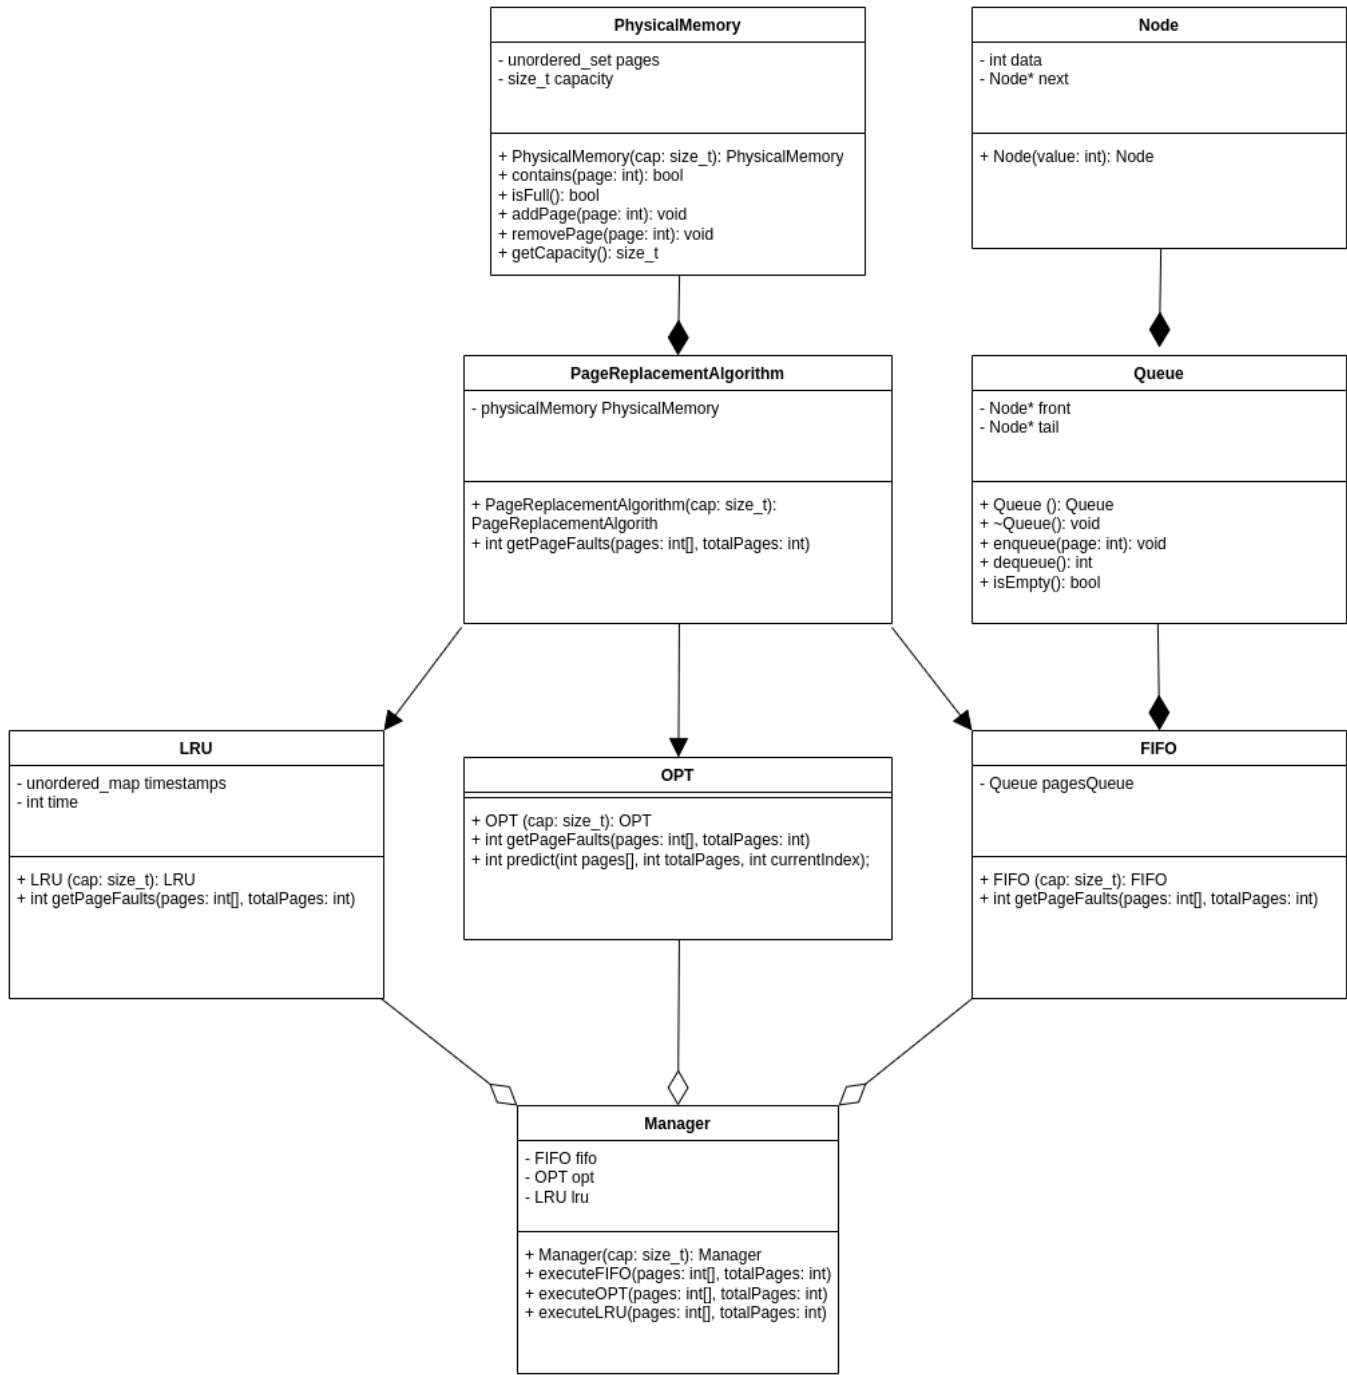 PhysicalMemory
- unordered_set pages
- size_t capacity
+ PhysicalMemory(cap: size_t): PhysicalMemory
+ contains(page: int): bool
+ isFull(): bool
+ addPage(page: int): void
+ removePage(page: int): void
+ getCapacity(): size_t
Node
- int data
- Node* next
+ Node(value: int): Node
PageReplacementAlgorithm
- physicalMemory PhysicalMemory
+ PageReplacementAlgorithm(cap: size_t):
PageReplacementAlgorith
+ int getPageFaults(pages: int[], totalPages: int)
Queue
- Node* front
- Node* tail
+ Queue (): Queue
+ ~Queue(): void
+ enqueue(page: int): void
+ dequeue(): int
+ isEmpty(): bool
LRU
- unordered_map timestamps
- int time
+ LRU (cap: size_t): LRU
+ int getPageFaults(pages: int[], totalPages: int)
OPT
+ OPT (cap: size_t): OPT
+ int getPageFaults(pages: int[], totalPages: int)
+ int predict(int pages[], int totalPages, int currentIndex);
FIFO
- Queue pagesQueue
+ FIFO (cap: size_t): FIFO
+ int getPageFaults(pages: int[], totalPages: int)
Manager
- FIFO fifo
- OPT opt
- LRU lru
+ Manager(cap: size_t): Manager
+ executeFIFO(pages: int[], totalPages: int)
+ executeOPT(pages: int[], totalPages: int)
+ executeLRU(pages: int[], totalPages: int)